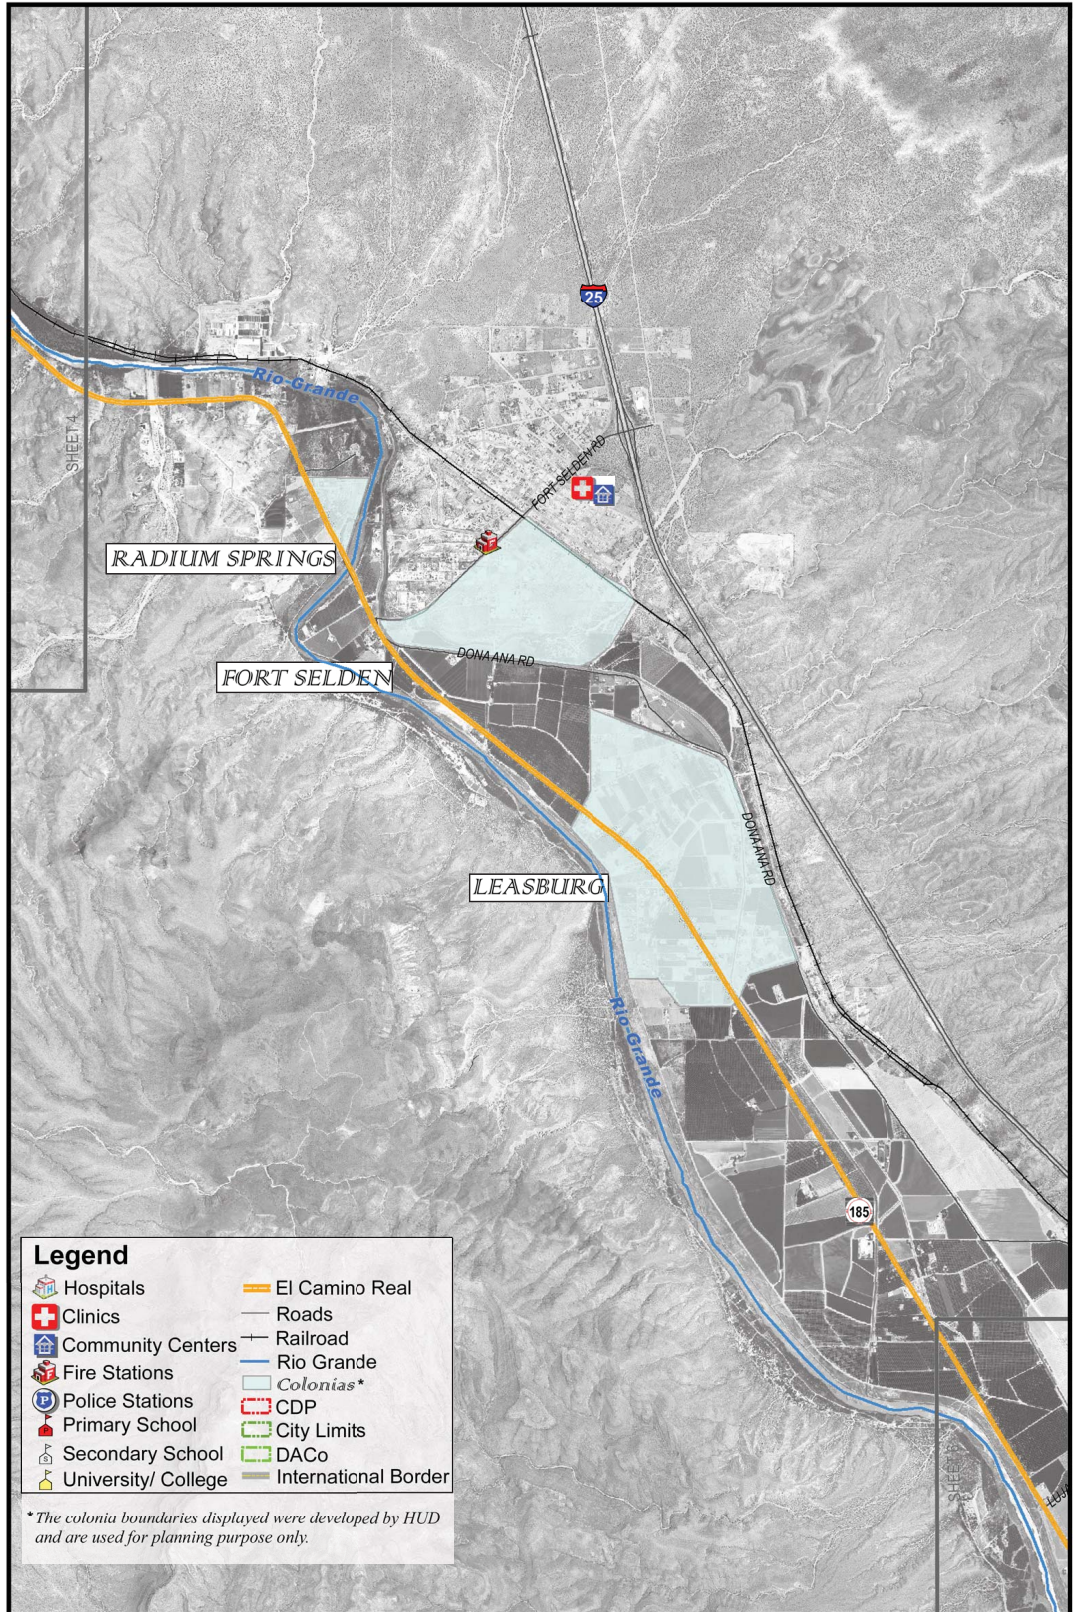 25
Rio Grande
SHEET 4
FORT SELDEN RD
RADIUM SPRINGS
FORT SELDEN
DONA ANA RD
DONA ANA RD
LEASBURG
Rio Grande
185
Legend
Hospitals
Clinics
Community Centers
Fire Stations
Police Stations
Primary School
Secondary School
University/ College
El Camino Real
Roads
Railroad
Rio Grande
Colonias*
CDP
City Limits
DACo
International Border
* The colonia boundaries displayed were developed by HUD
and are used for planning purpose only.
SHEET